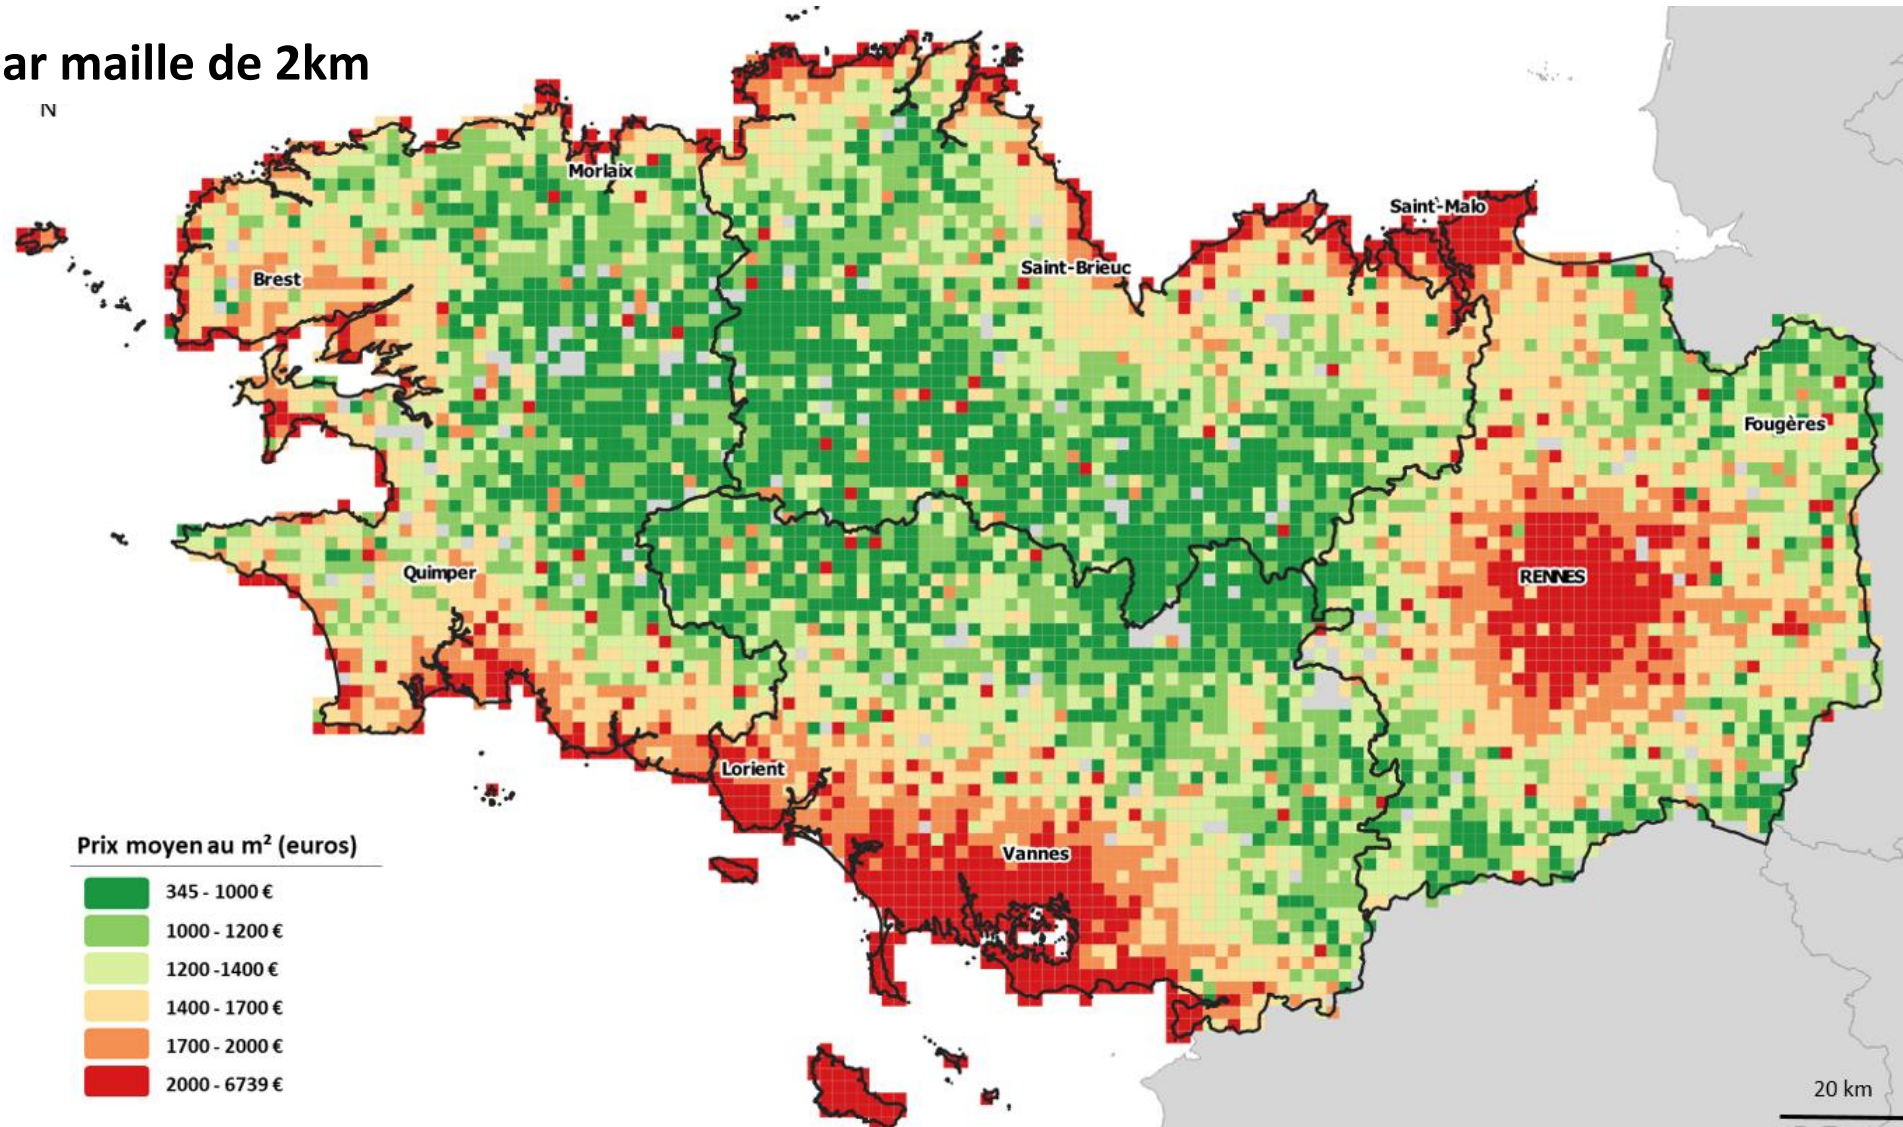 ar maille de 2km
N
Morlaix
Saint-Malo
Brest
Saint-Brieuc
Fougères
Quimper
RENNES
Lorient
Vannes
Prix moyen au m² (euros)
345 - 1000 €
1000 - 1200 €
1200 -1400 €
1400 - 1700 €
1700 - 2000 €
2000 - 6739 €
20 km